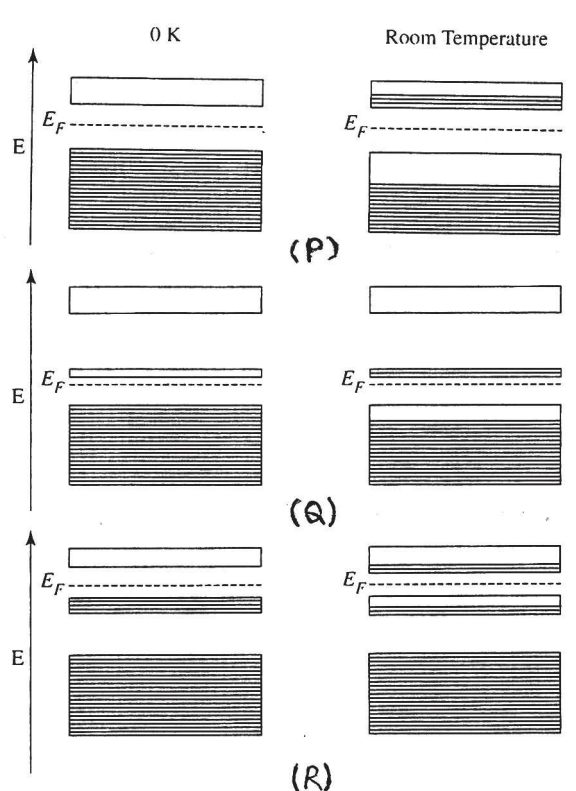 0 K Room Temperature
E_F E_F
E
(P)
E_F E_F
E
(Q)
E_F E_F
E
(R)